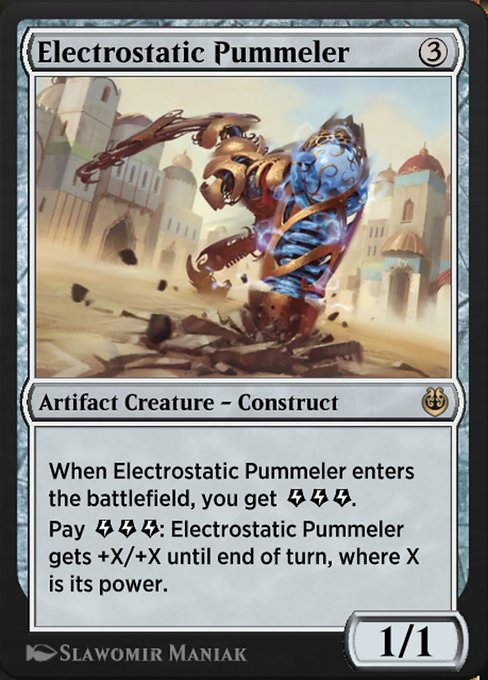 Electrostatic Pummeler 3
Artifact Creature – Construct
When Electrostatic Pummeler enters
the battlefield, you get ⚡⚡⚡.
Pay ⚡⚡⚡: Electrostatic Pummeler
gets +X/+X until end of turn, where X
is its power.
1/1
Slawomir Maniak